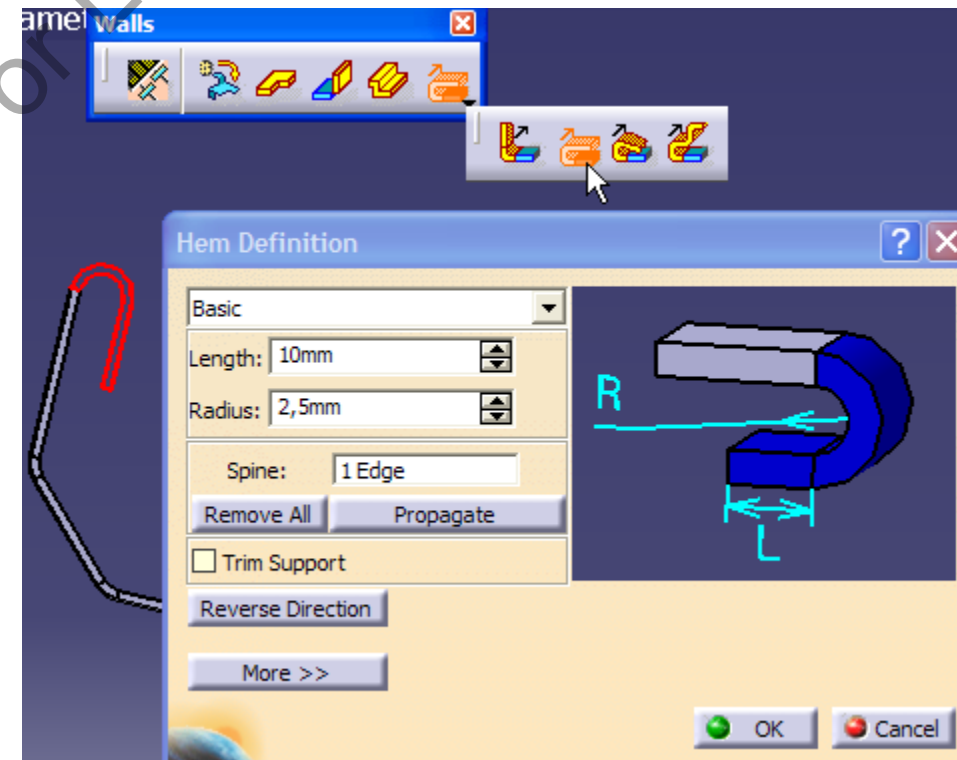 Walls
Hem Definition
Basic
Length: 10mm
Radius: 2,5mm
Spine: 1 Edge
Remove All Propagate
Trim Support
Reverse Direction
More >>
R
L
OK Cancel